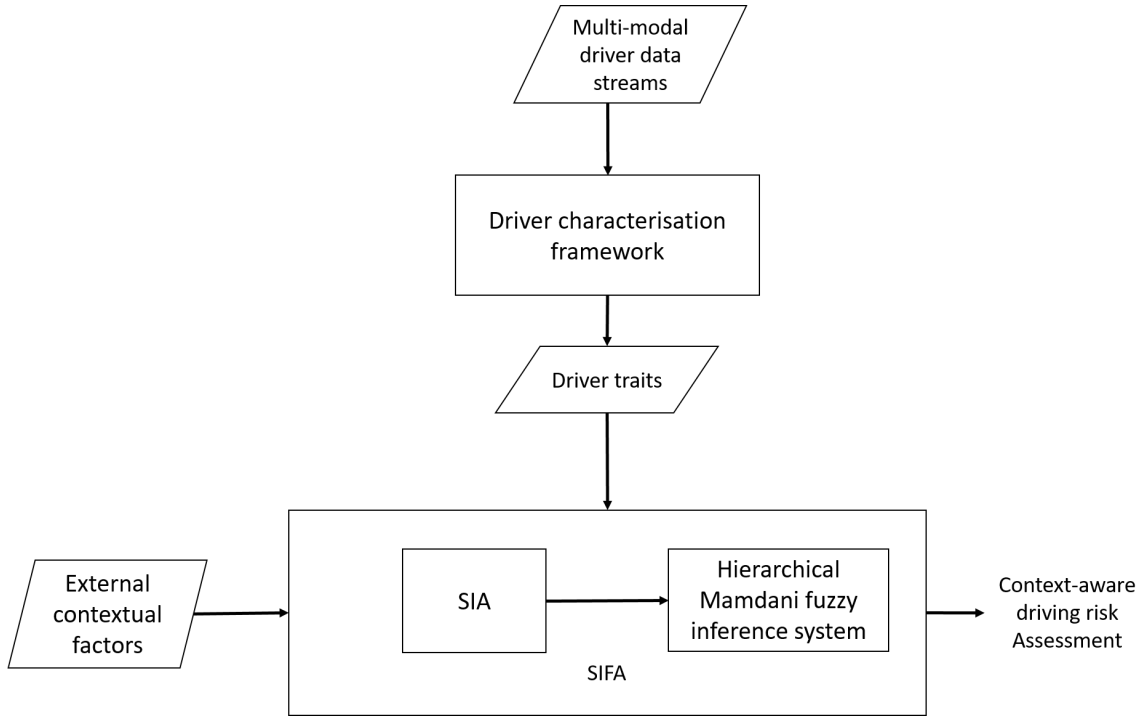 Multi-modal
driver data
streams
Driver characterisation
framework
Driver traits
External
contextual
factors
SIA
Hierarchical
Mamdani fuzzy
inference system
SIFA
Context-aware
driving risk
Assessment